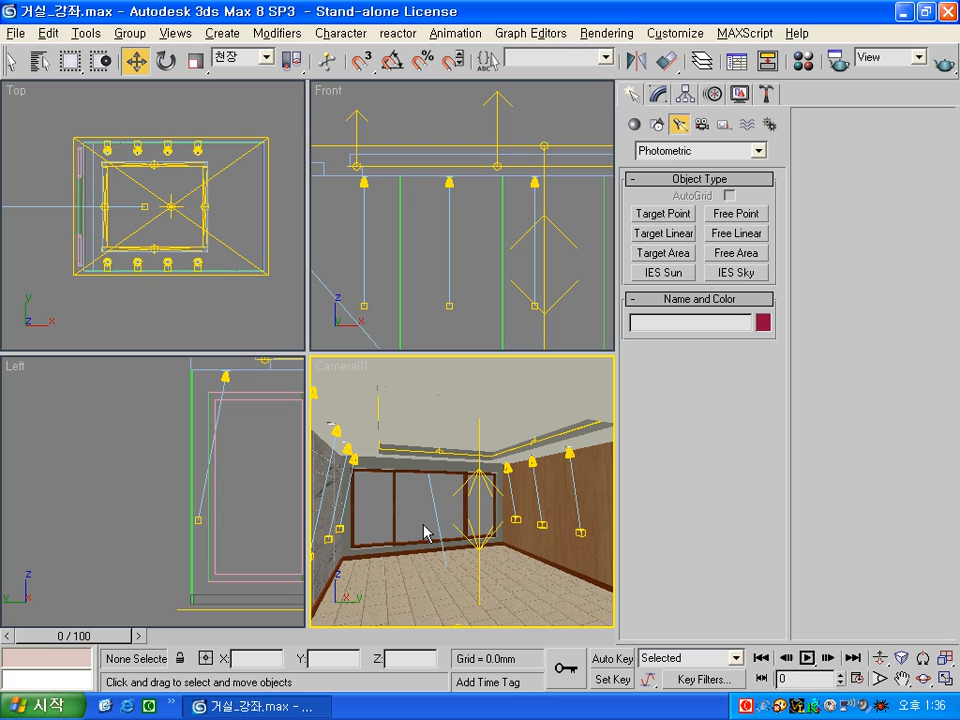 거실_강좌.max - Autodesk 3ds Max 8 SP3 - Stand-alone License
File Edit Tools Group Views Create Modifiers Character reactor Animation Graph Editors Rendering Customize MAXScript Help
천장
View
Top
Front
Photometric
- Object Type
AutoGrid
Target Point Free Point
Target Linear Free Linear
Target Area Free Area
IES Sun IES Sky
- Name and Color
y
z x
z
y x
Left
Camera01
z
y x
z
x y
< 0 / 100 >
None Selecte X: Y: Z: Grid = 0.0mm Auto Key Selected
Click and drag to select and move objects Add Time Tag Set Key Key Filters... 0
시작 거실_강좌.max - ... 오후 1:36